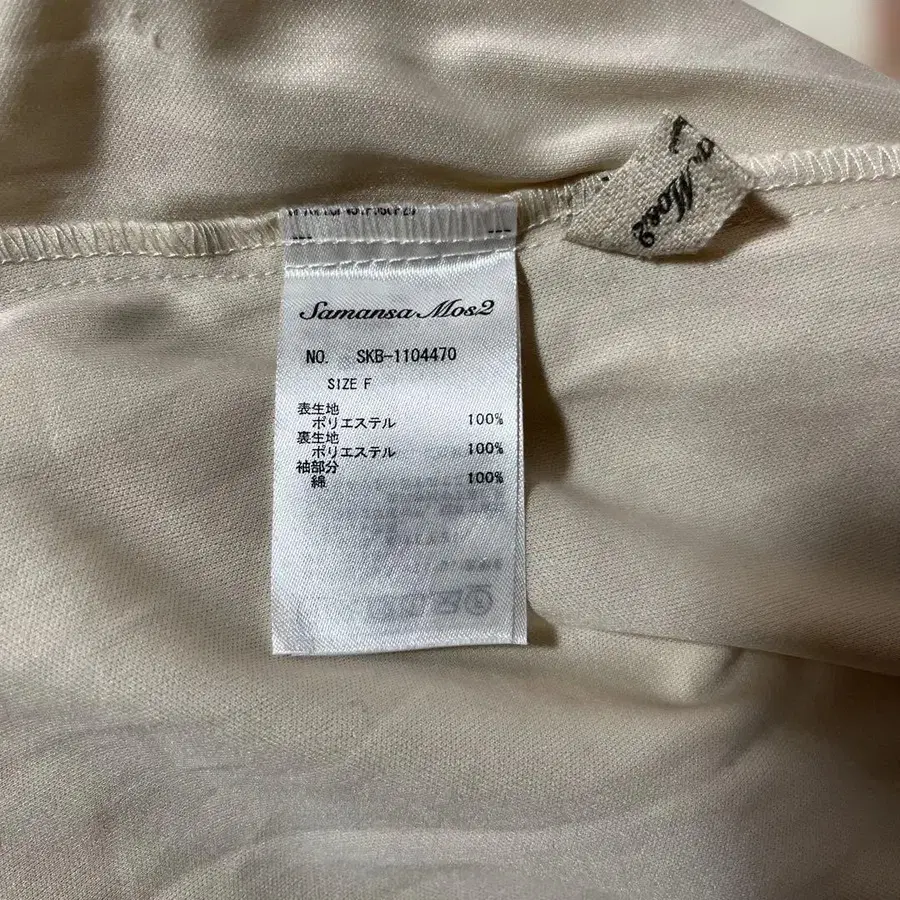 Mos2
Samansa Mos2
NO. SKB-1104470
SIZE F
表生地
ポリエステル 100%
裏生地
ポリエステル 100%
袖部分
綿 100%